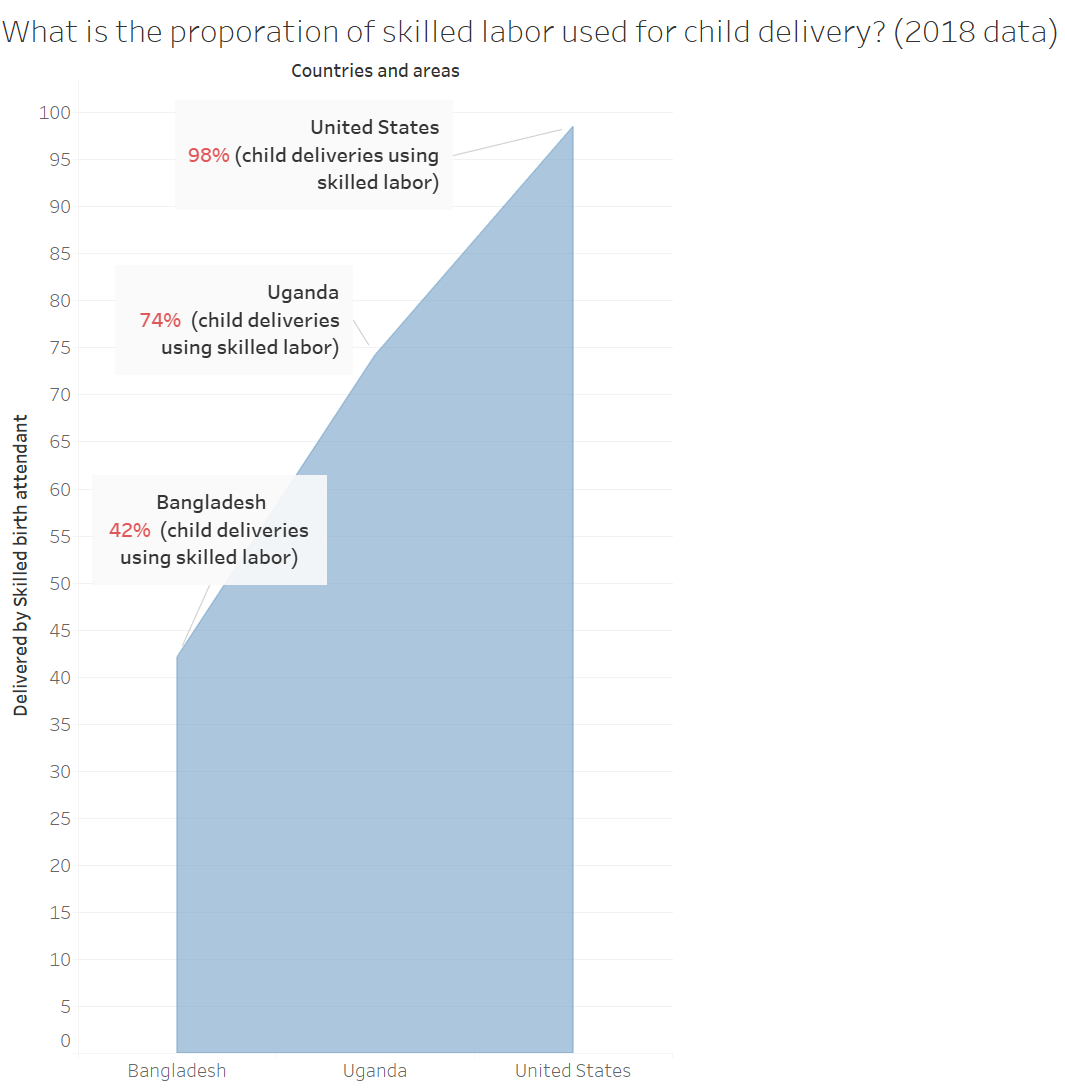 What is the proporation of skilled labor used for child delivery? (2018 data)
Countries and areas
United States
98% (child deliveries using
skilled labor)
Uganda
74% (child deliveries
using skilled labor)
Bangladesh
42% (child deliveries
using skilled labor)
Delivered by Skilled birth attendant
100
95
90
85
80
75
70
65
60
55
50
45
40
35
30
25
20
15
10
5
0
Bangladesh
Uganda
United States